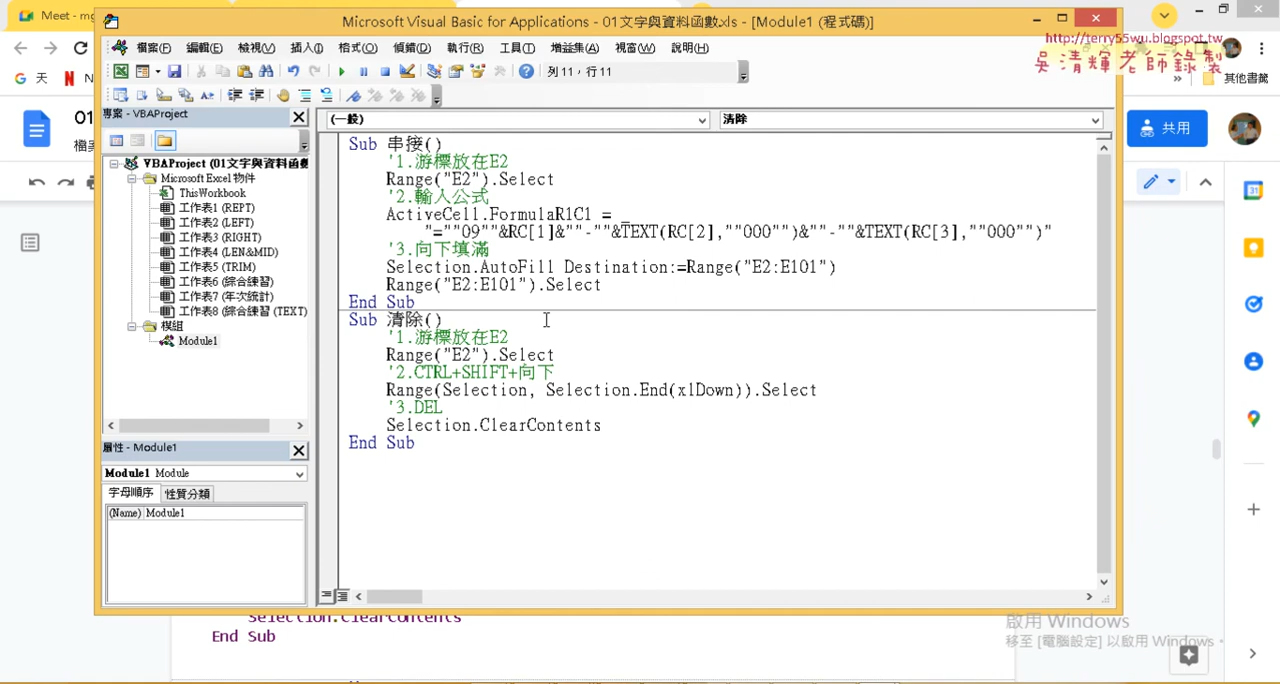 Meet - m
Microsoft Visual Basic for Applications - 01文字與資料函數.xls - [Module1 (程式碼)]
http://terry55wu.blogspot.tw
吳清輝老師錄製
檔案(F) 編輯(E) 檢視(V) 插入(I) 格式(O) 偵錯(D) 執行(R) 工具(T) 增益集(A) 視窗(W) 說明(H)
列 11，行 11
G 天 N
其他書籤
01
檔案
共用
專案 - VBAProject
VBAProject (01文字與資料函數
Microsoft Excel 物件
ThisWorkbook
工作表1 (REPT)
工作表2 (LEFT)
工作表3 (RIGHT)
工作表4 (LEN&MID)
工作表5 (TRIM)
工作表6 (綜合練習)
工作表7 (年次統計)
工作表8 (綜合練習 (TEXT)
模組
Module1
屬性 - Module1
Module1 Module
字母順序 性質分類
(Name) Module1
(一般) 清除
Sub 串接()
'1.游標放在E2
Range("E2").Select
'2.輸入公式
ActiveCell.FormulaR1C1 = _
"=""09""&RC[1]&""-""&TEXT(RC[2],""000"")&""-""&TEXT(RC[3],""000"")"
'3.向下填滿
Selection.AutoFill Destination:=Range("E2:E101")
Range("E2:E101").Select
End Sub
Sub 清除()
'1.游標放在E2
Range("E2").Select
'2.CTRL+SHIFT+向下
Range(Selection, Selection.End(xlDown)).Select
'3.DEL
Selection.ClearContents
End Sub
Selection.ClearContents
End Sub
啟用 Windows
移至 [電腦設定] 以啟用 Windows。